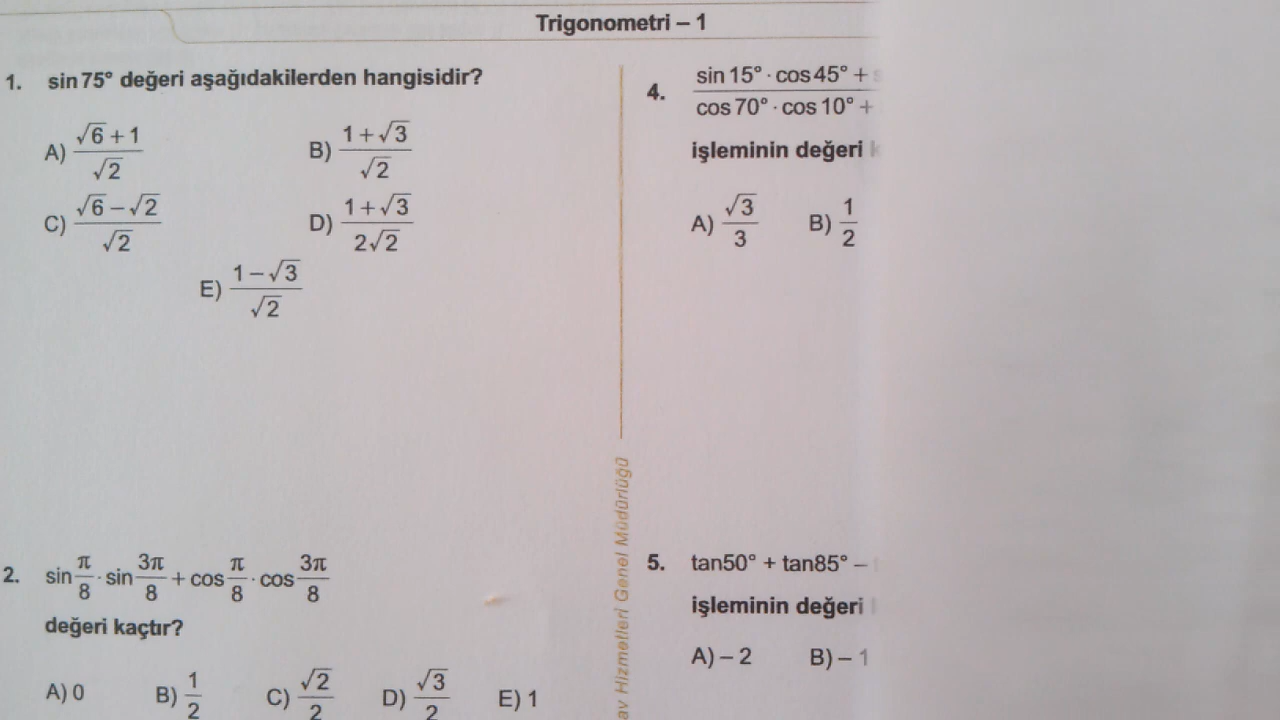 Trigonometri – 1
1. sin 75° değeri aşağıdakilerden hangisidir?
A) (√6 + 1)/√2 B) (1 + √3)/√2
C) (√6 – √2)/√2 D) (1 + √3)/(2√2)
E) (1 – √3)/√2
2. sin π/8 · sin 3π/8 + cos π/8 · cos 3π/8
değeri kaçtır?
A) 0 B) 1/2 C) √2/2 D) √3/2 E) 1
Hizmetleri Genel Müdürlüğü
4. sin 15° · cos 45° +
cos 70° · cos 10° +
işleminin değeri
A) √3/3 B) 1/2
5. tan50° + tan85° –
işleminin değeri
A) – 2 B) – 1